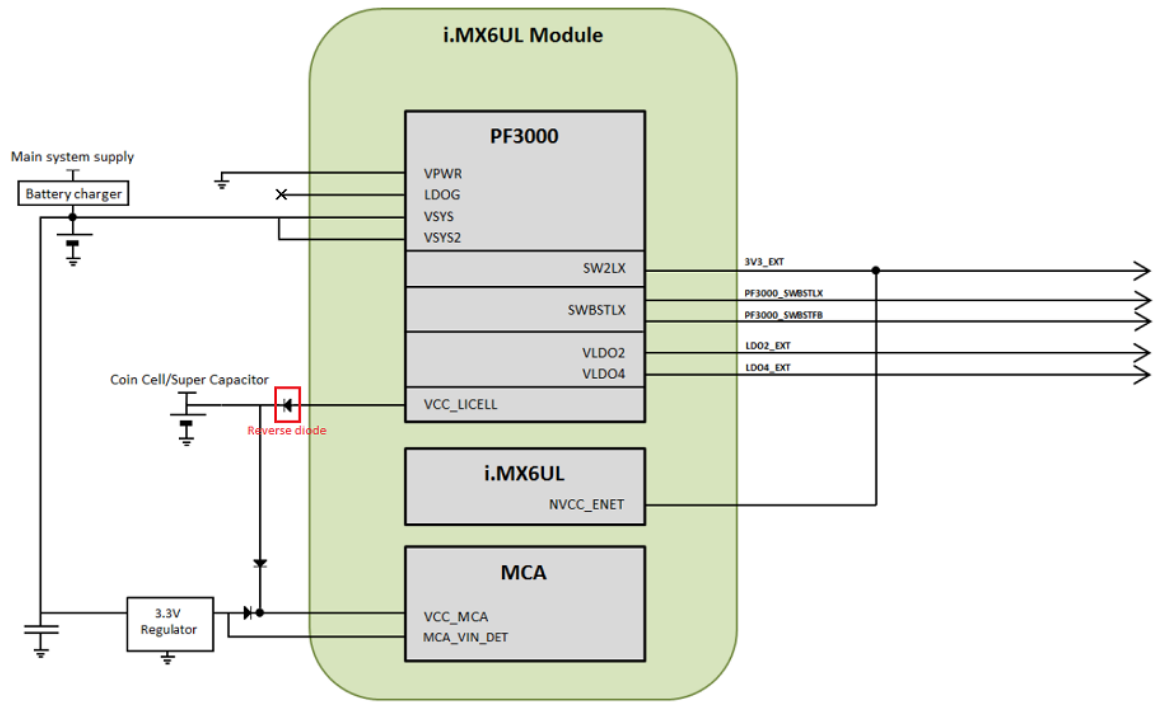 i.MX6UL Module
PF3000
Main system supply
Battery charger
VPWR
LDOG
VSYS
VSYS2
SW2LX
3V3_EXT
SWBSTLX
PF3000_SWBSTLX
PF3000_SWBSTFB
VLDO2
LDO2_EXT
VLDO4
LDO4_EXT
Coin Cell/Super Capacitor
VCC_LICELL
Reverse diode
i.MX6UL
NVCC_ENET
MCA
3.3V
Regulator
VCC_MCA
MCA_VIN_DET